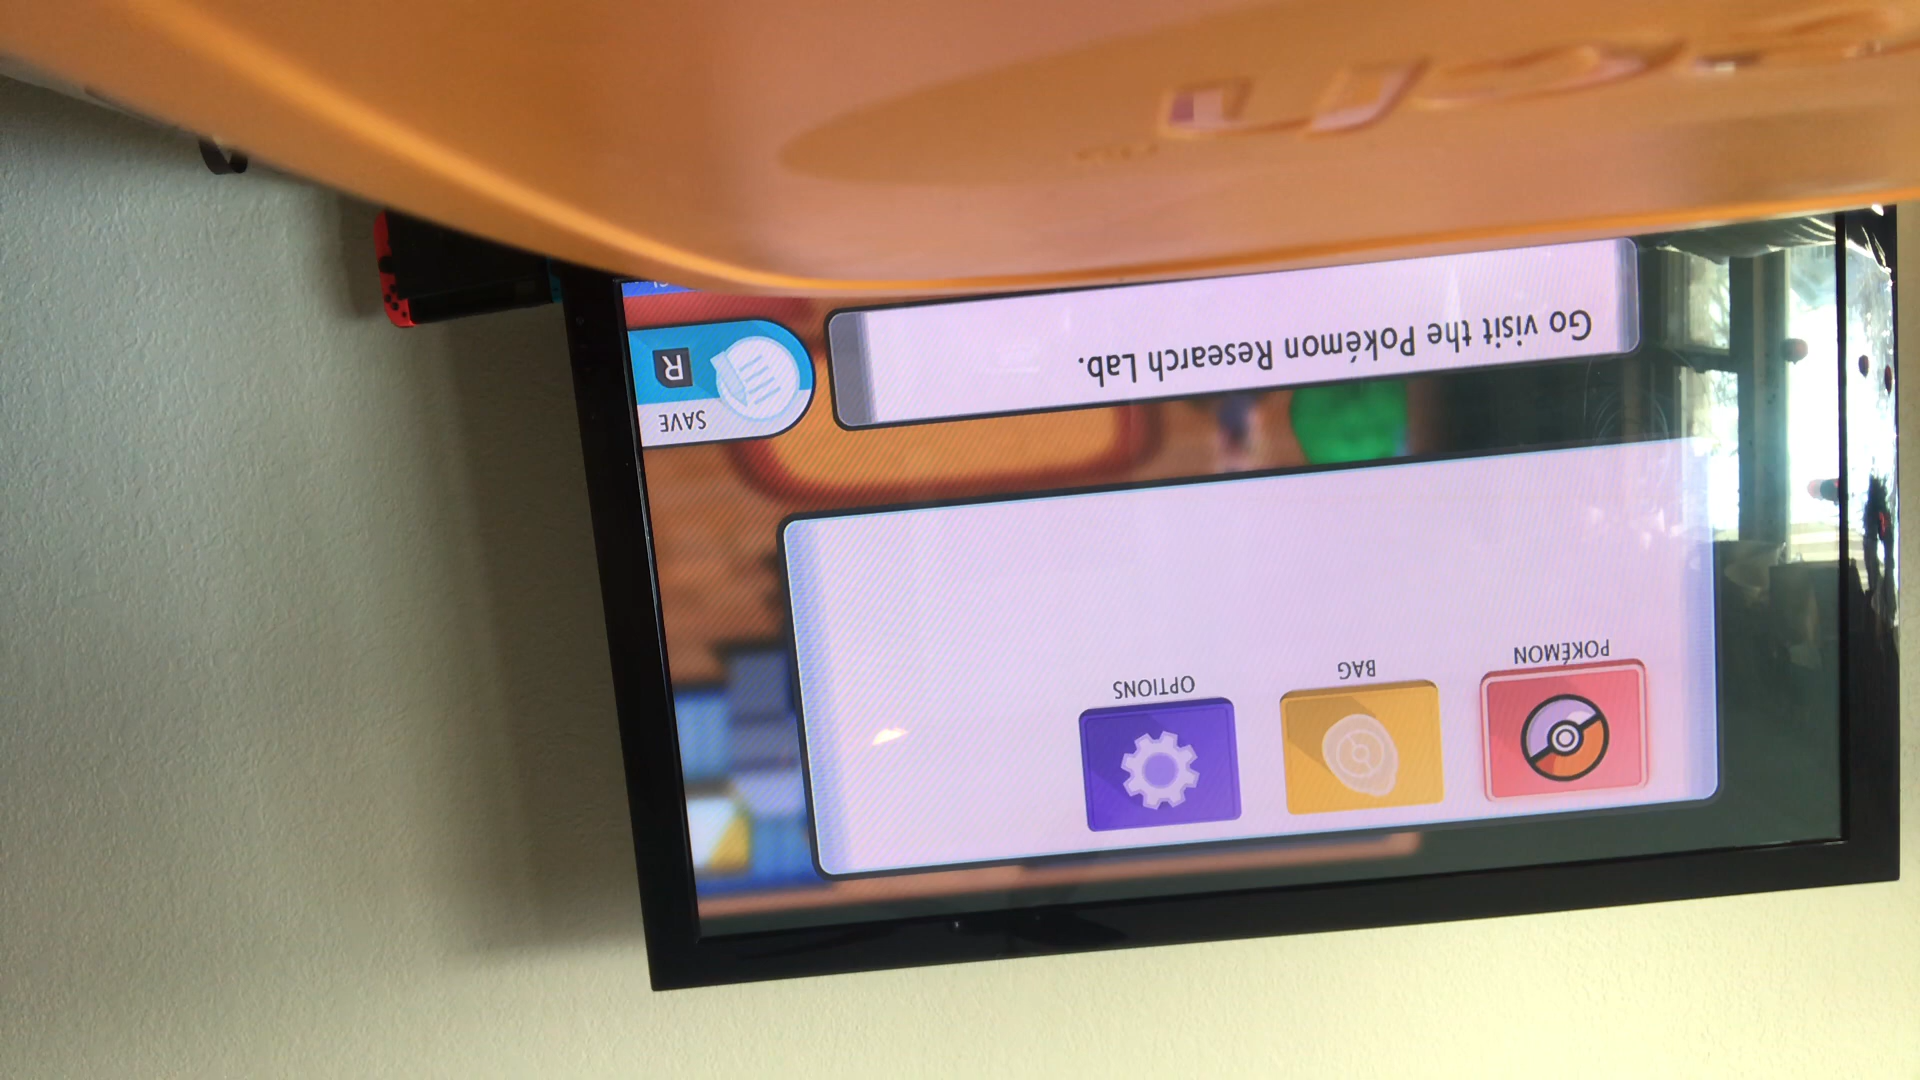 POKÉMON
BAG
OPTIONS
Go visit the Pokémon Research Lab.
SAVE
R